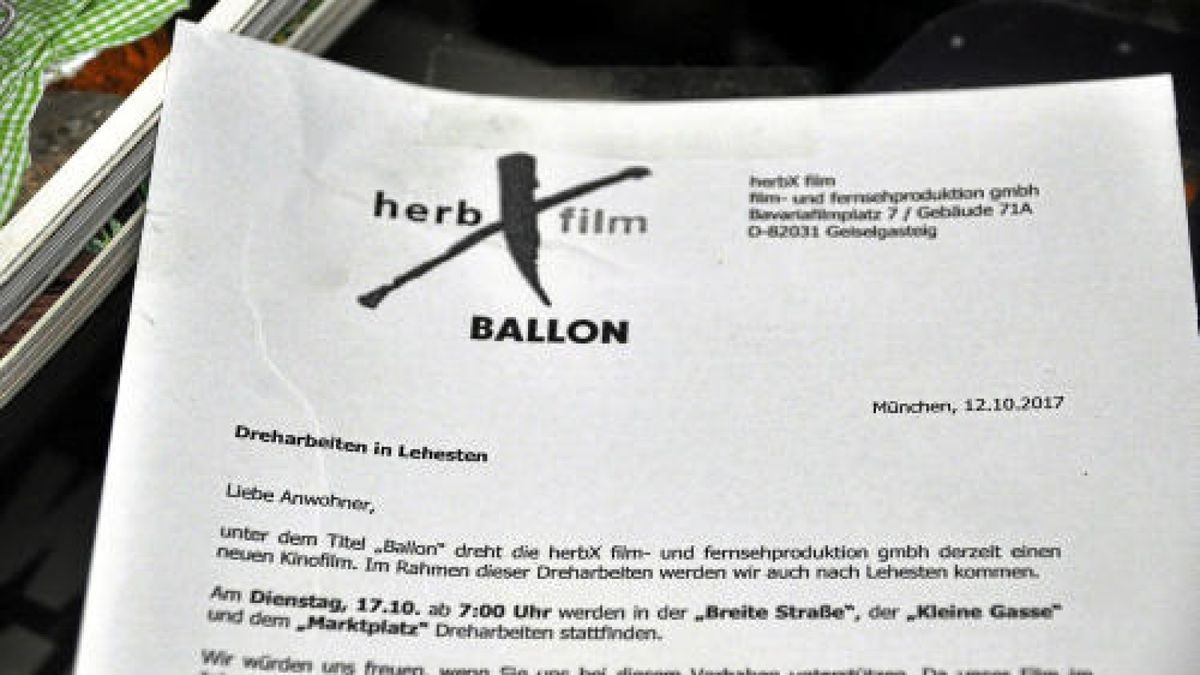 herb X film
BALLON
herbX film
film- und fernsehproduktion gmbh
Bavariafilmplatz 7 / Gebäude 71A
D-82031 Geiselgasteig
München, 12.10.2017
Dreharbeiten in Lehesten
Liebe Anwohner,
unter dem Titel „Ballon“ dreht die herbX film- und fernsehproduktion gmbh derzeit einen
neuen Kinofilm. Im Rahmen dieser Dreharbeiten werden wir auch nach Lehesten kommen.
Am Dienstag, 17.10. ab 7:00 Uhr werden in der „Breite Straße“, der „Kleine Gasse“
und dem „Marktplatz“ Dreharbeiten stattfinden.
Wir würden uns freuen, wenn Sie uns bei diesem Vorhaben unterstützen. Da unser Film im